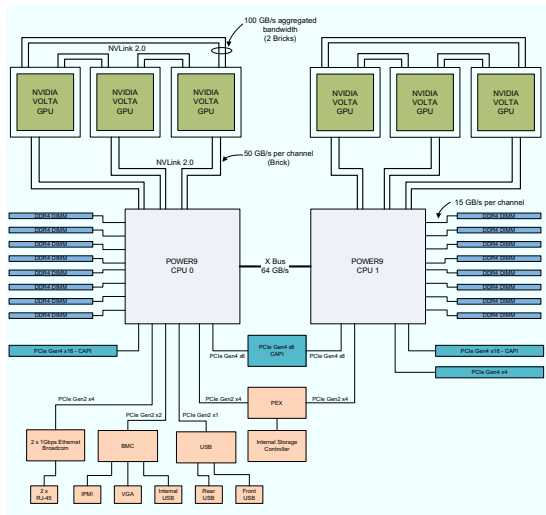 100 GB/s aggregated
bandwidth
(2 Bricks)
NVLink 2.0
NVIDIA
VOLTA
GPU
NVIDIA
VOLTA
GPU
NVIDIA
VOLTA
GPU
NVIDIA
VOLTA
GPU
NVIDIA
VOLTA
GPU
NVIDIA
VOLTA
GPU
NVLink 2.0
50 GB/s per channel
(Brick)
15 GB/s per channel
DDR4 DIMM
DDR4 DIMM
DDR4 DIMM
DDR4 DIMM
DDR4 DIMM
DDR4 DIMM
DDR4 DIMM
DDR4 DIMM
POWER9
CPU 0
X Bus
64 GB/s
POWER9
CPU 1
DDR4 DIMM
DDR4 DIMM
DDR4 DIMM
DDR4 DIMM
DDR4 DIMM
DDR4 DIMM
DDR4 DIMM
DDR4 DIMM
PCIe Gen4 x16 - CAPI
PCIe Gen4 x8
PCIe Gen4 x8
CAPI
PCIe Gen4 x8
PCIe Gen4 x16 - CAPI
PCIe Gen4 x4
PCIe Gen2 x4
PCIe Gen2 x2
PCIe Gen2 x1
PCIe Gen2 x4
PEX
PCIe Gen2 x4
2 x 1Gbps Ethernet
Broadcom
BMC
USB
Internal Storage
Controller
2 x
RJ-45
IPMI
VGA
Internal
USB
Rear
USB
Front
USB